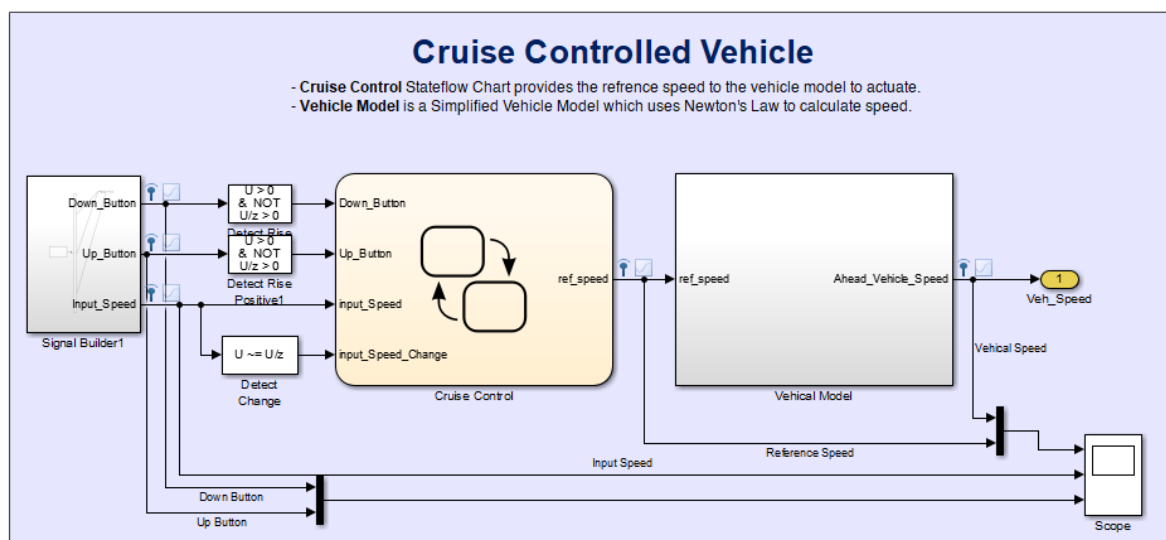 Cruise Controlled Vehicle
- Cruise Control Stateflow Chart provides the refrence speed to the vehicle model to actuate.
- Vehicle Model is a Simplified Vehicle Model which uses Newton's Law to calculate speed.
Down_Button
Up_Button
Input_Speed
Signal Builder1
U > 0
& NOT
U/z > 0
Detect Rise
U > 0
& NOT
U/z > 0
Detect Rise
Positive1
U ~= U/z
Detect
Change
Down_Button
Up_Button
input_Speed
input_Speed_Change
ref_speed
Cruise Control
ref_speed
Ahead_Vehicle_Speed
Vehical Model
1
Veh_Speed
Vehical Speed
Reference Speed
Input Speed
Down Button
Up Button
Scope